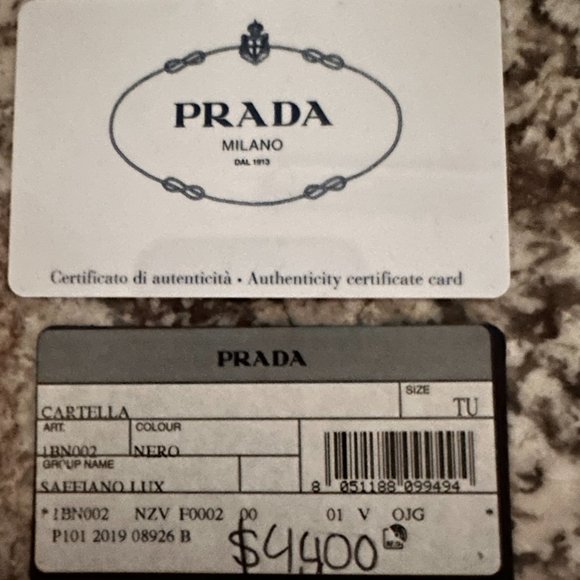 PRADA
MILANO
DAL 1913
Certificato di autenticità • Authenticity certificate card
PRADA
CARTELLA
SIZE
TU
ART.
COLOUR
1BN002
NERO
GROUP NAME
SAFFIANO LUX
8 051188 099494
*1BN002 NZV F0002 00 01 V OJG *
P101 2019 08926 B
$4400